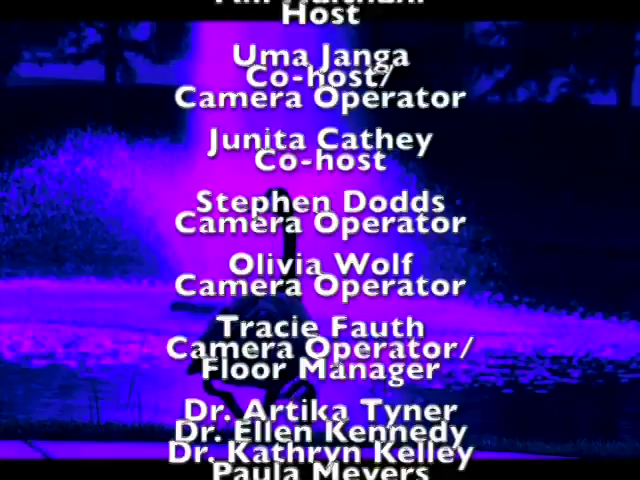 Host
Uma Janga
Co-host/
Camera Operator
Junita Cathey
Co-host
Stephen Dodds
Camera Operator
Olivia Wolf
Camera Operator
Tracie Fauth
Camera Operator/
Floor Manager
Dr. Artika Tyner
Dr. Ellen Kennedy
Dr. Kathryn Kelley
Paula Meyers